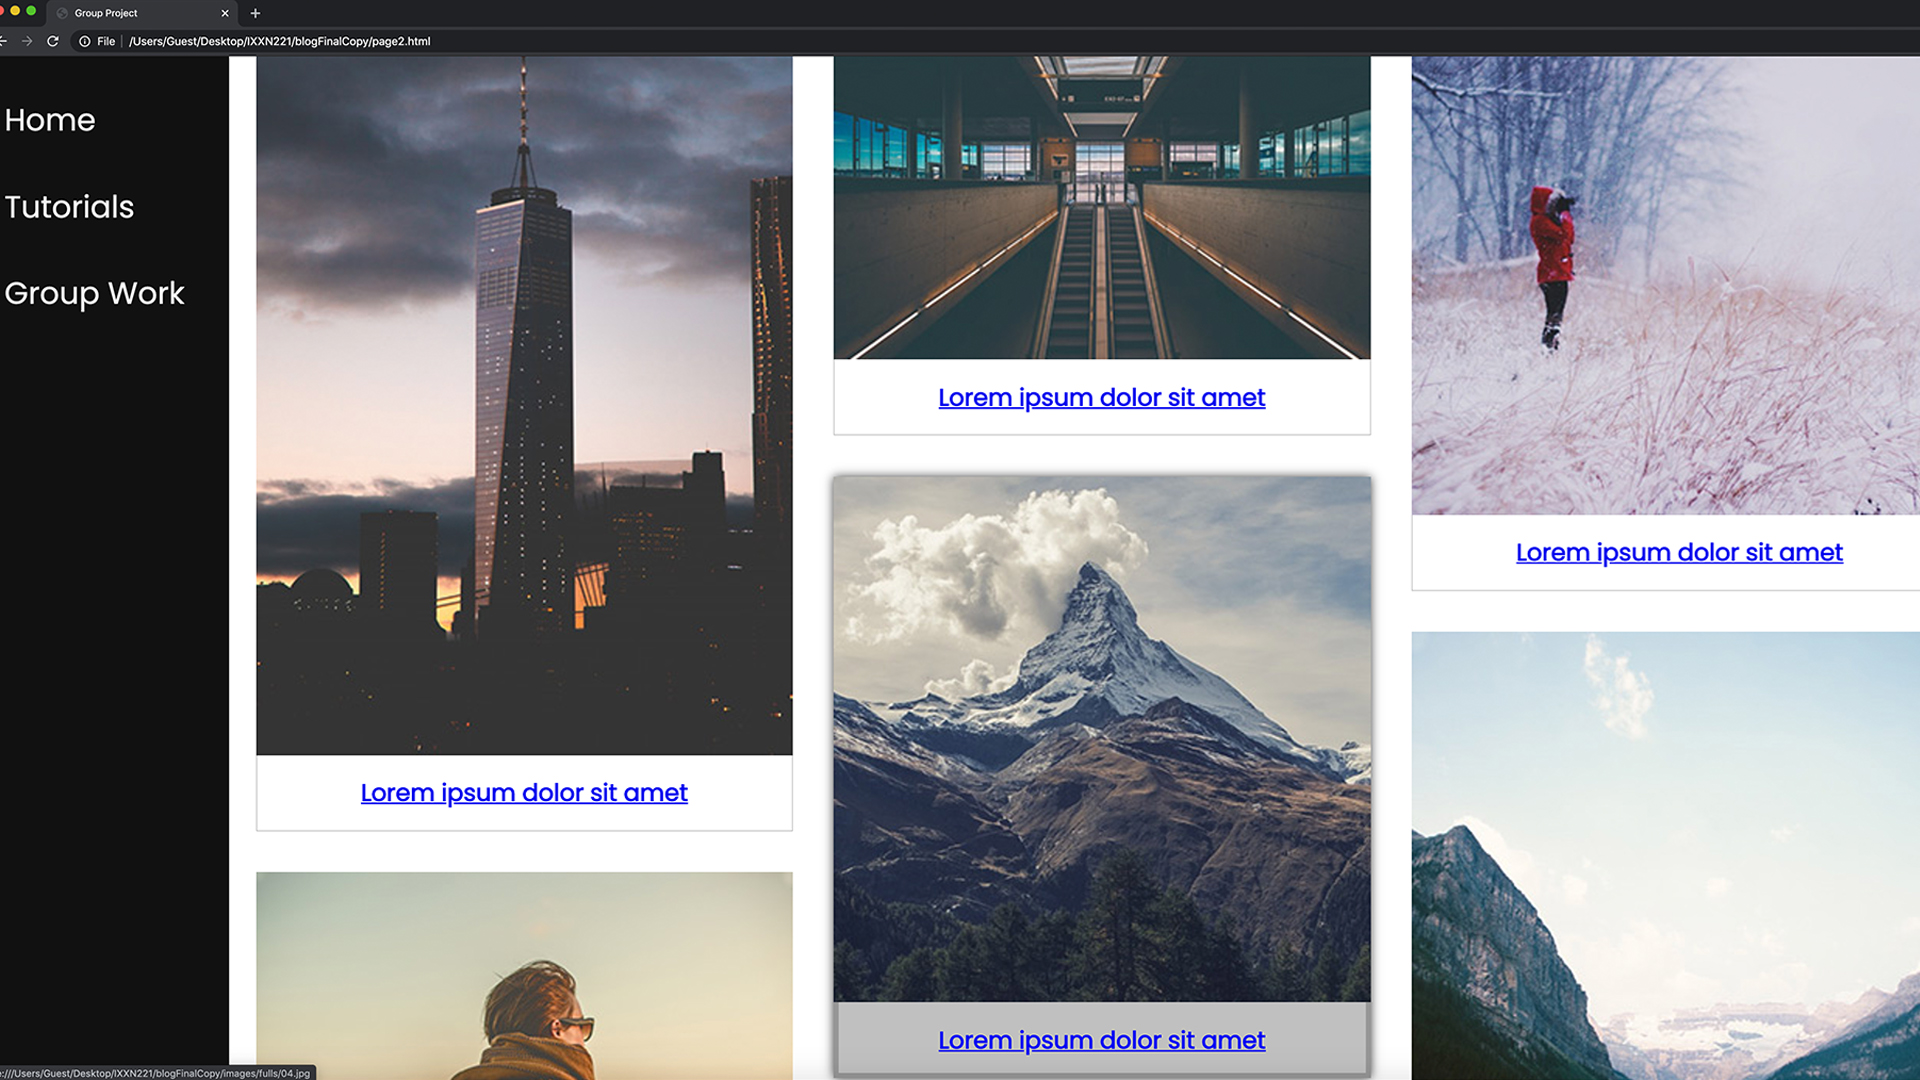 Group Project
File /Users/Guest/Desktop/IXXN221/blogFinalCopy/page2.html
Home
Tutorials
Group Work
Lorem ipsum dolor sit amet
Lorem ipsum dolor sit amet
Lorem ipsum dolor sit amet
Lorem ipsum dolor sit amet
:///Users/Guest/Desktop/IXXN221/blogFinalCopy/images/fulls/04.jpg